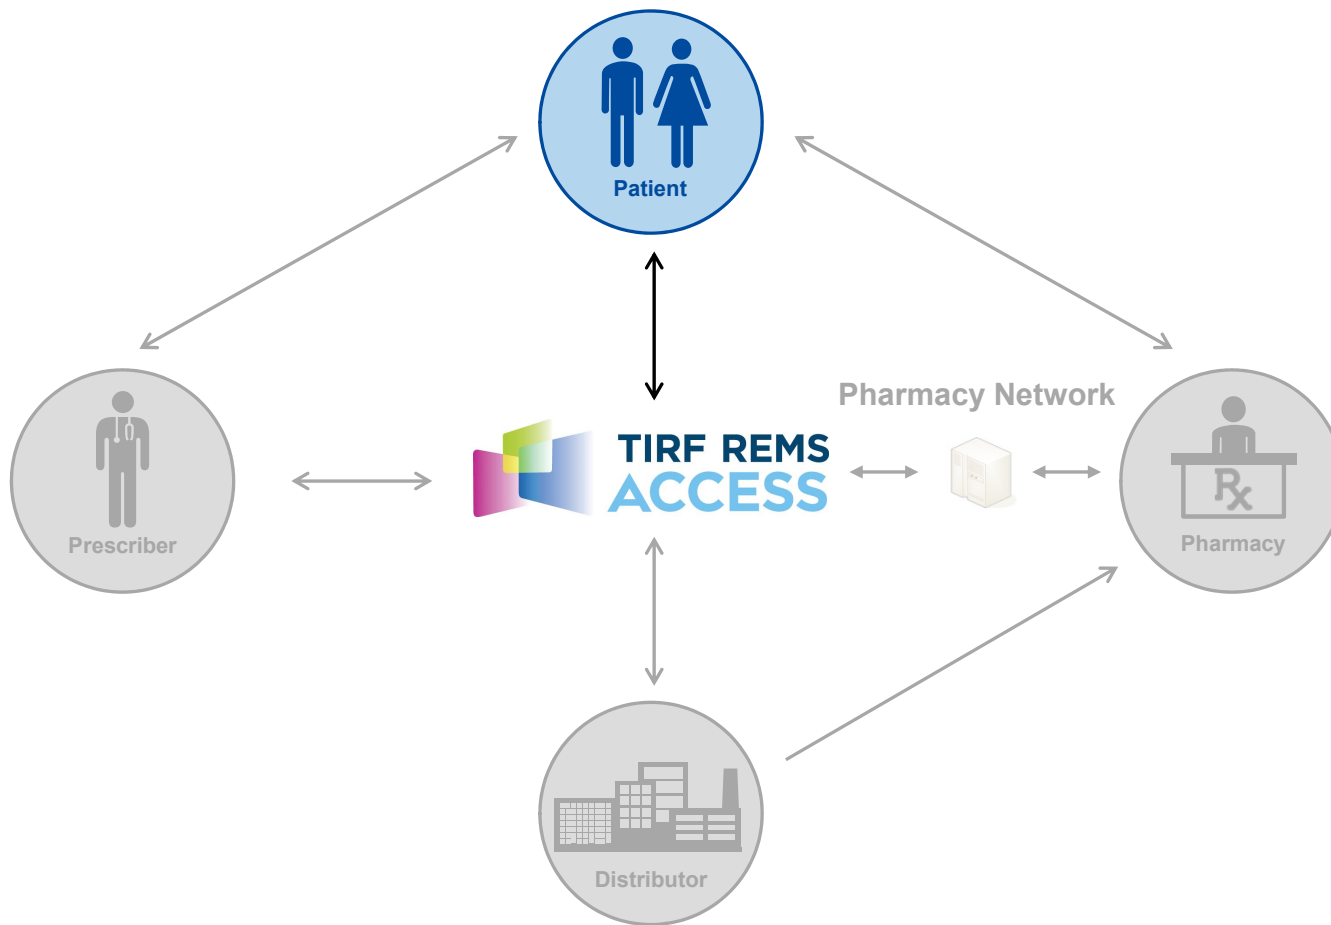 Patient
Pharmacy Network
TIRF REMS
ACCESS
Prescriber
Rx
Pharmacy
Distributor